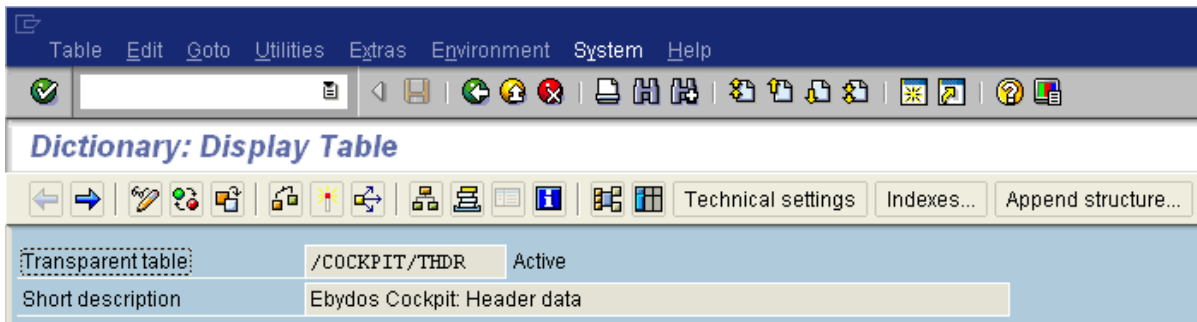 Table Edit Goto Utilities Extras Environment System Help
Dictionary: Display Table
Technical settings Indexes... Append structure...
Transparent table /COCKPIT/THDR Active
Short description Ebydos Cockpit: Header data